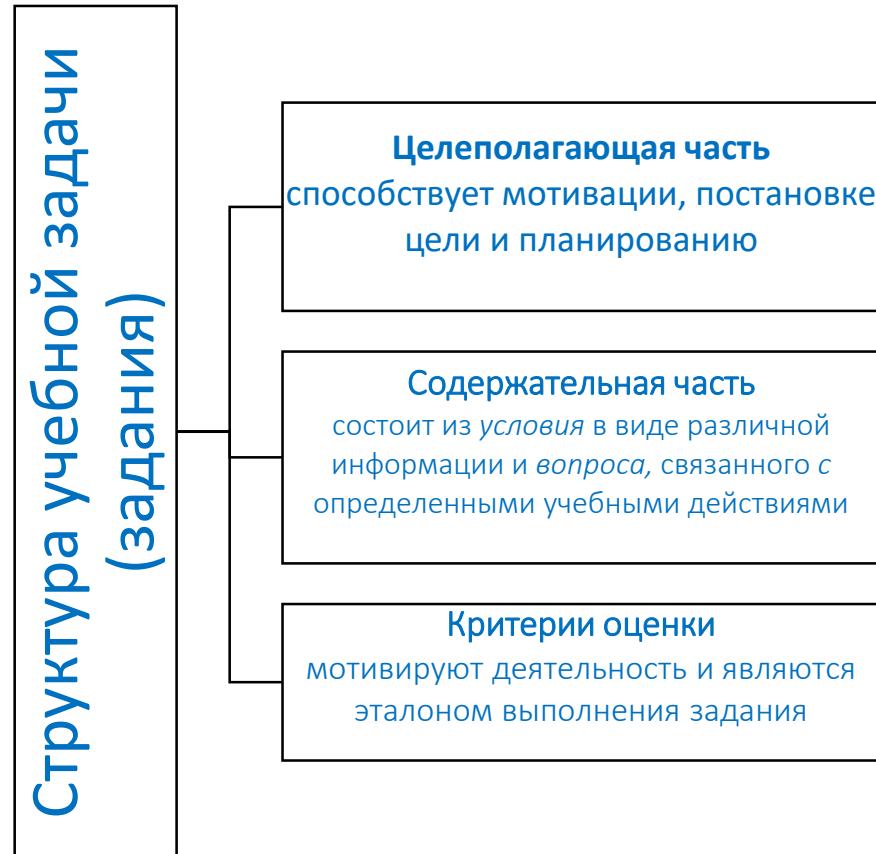 Структура учебной задачи
(задания)
Целеполагающая часть
способствует мотивации, постановке
цели и планированию
Содержательная часть
состоит из условия в виде различной
информации и вопроса, связанного с
определенными учебными действиями
Критерии оценки
мотивируют деятельность и являются
эталоном выполнения задания